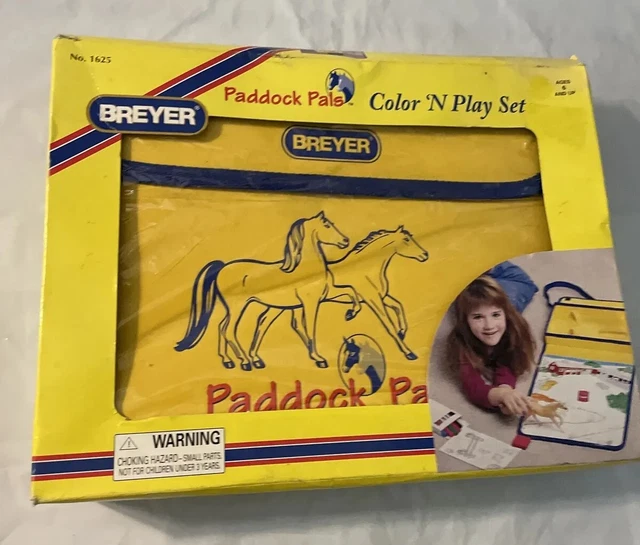 No. 1625
BREYER®
Paddock Pals™
Color 'N Play Set
AGES
6
AND UP
BREYER
Paddock Pa
WARNING
CHOKING HAZARD–SMALL PARTS.
NOT FOR CHILDREN UNDER 3 YEARS.